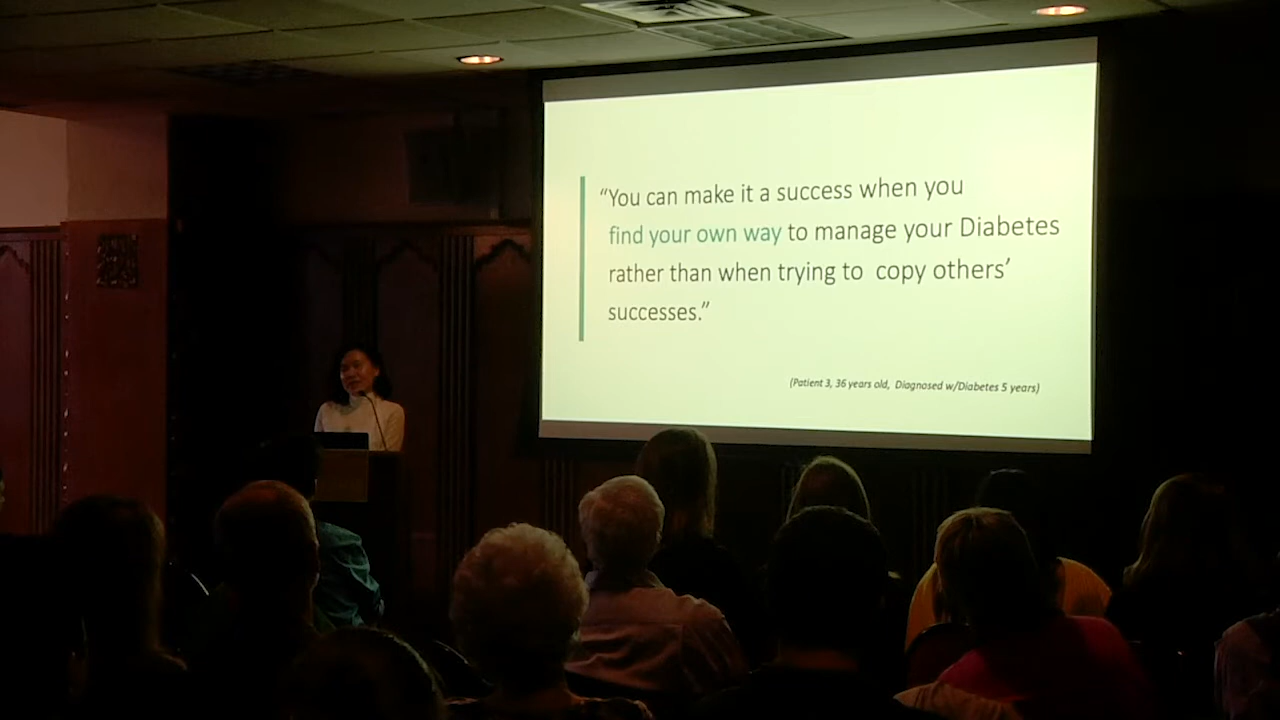 “You can make it a success when you
find your own way to manage your Diabetes
rather than when trying to copy others’
successes.”
(Patient 3, 36 years old, Diagnosed w/Diabetes 5 years)